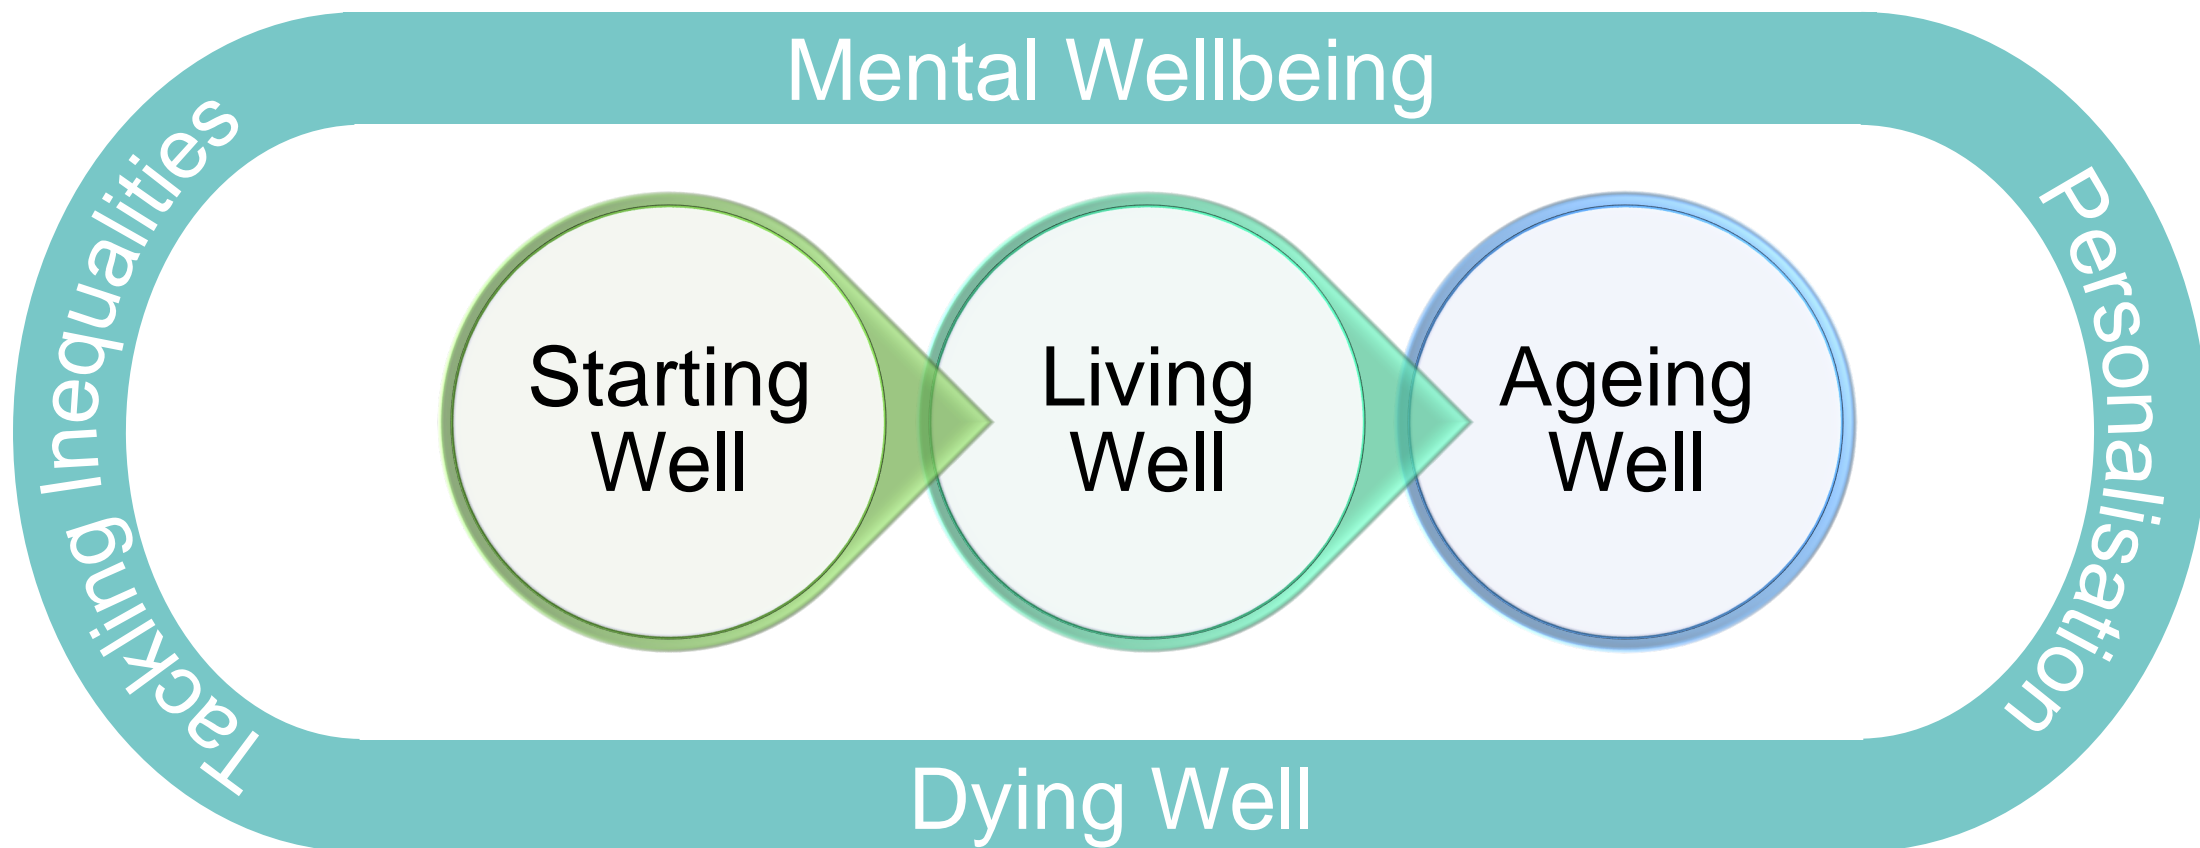 Mental Wellbeing
Tackling Inequalities
Starting
Well
Living
Well
Ageing
Well
Personalisation
Dying Well